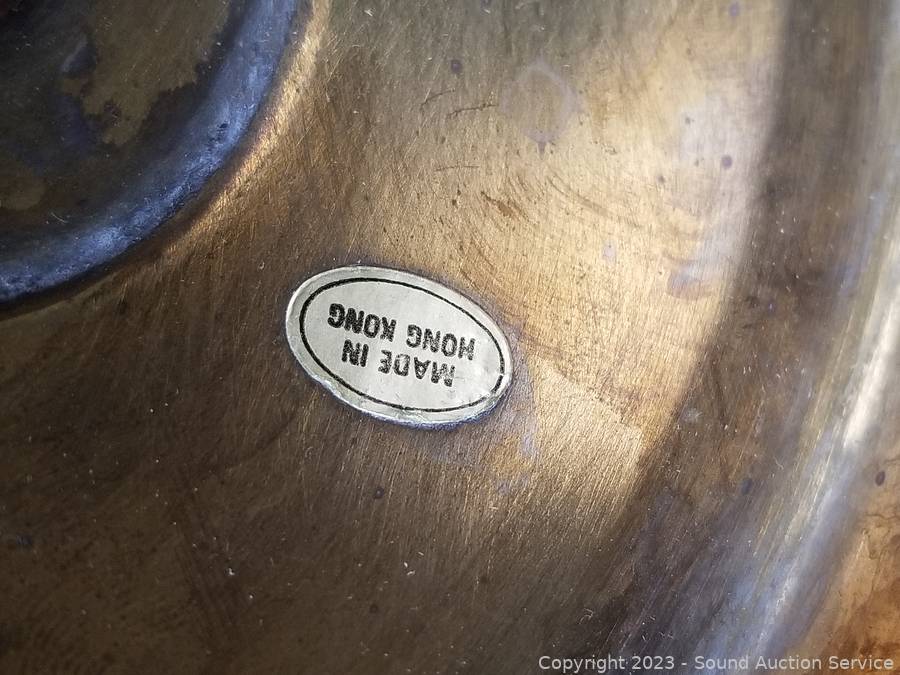 MADE IN
HONG KONG
Copyright 2023 - Sound Auction Service